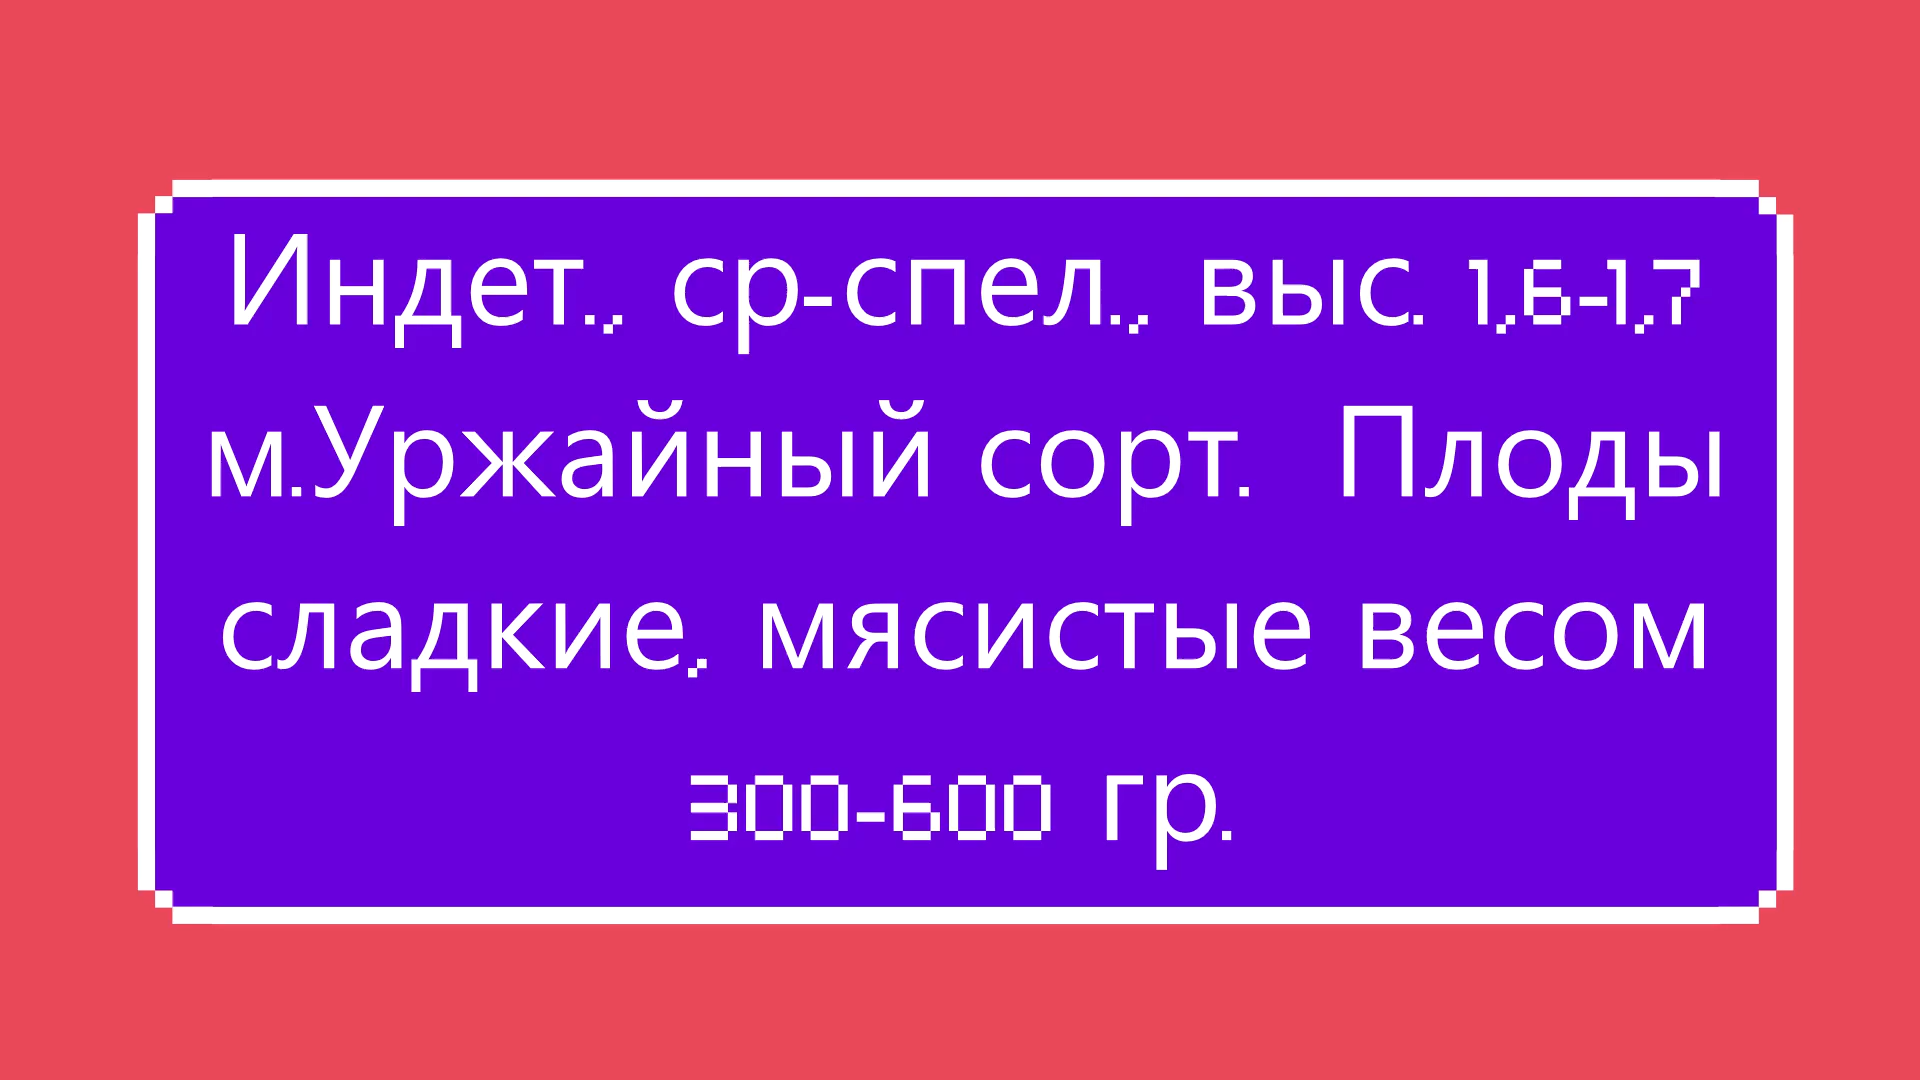 Индет., ср-спел., выс. 1,6-1,7
м.Уржайный сорт.  Плоды
сладкие, мясистые весом
300-600 гр.